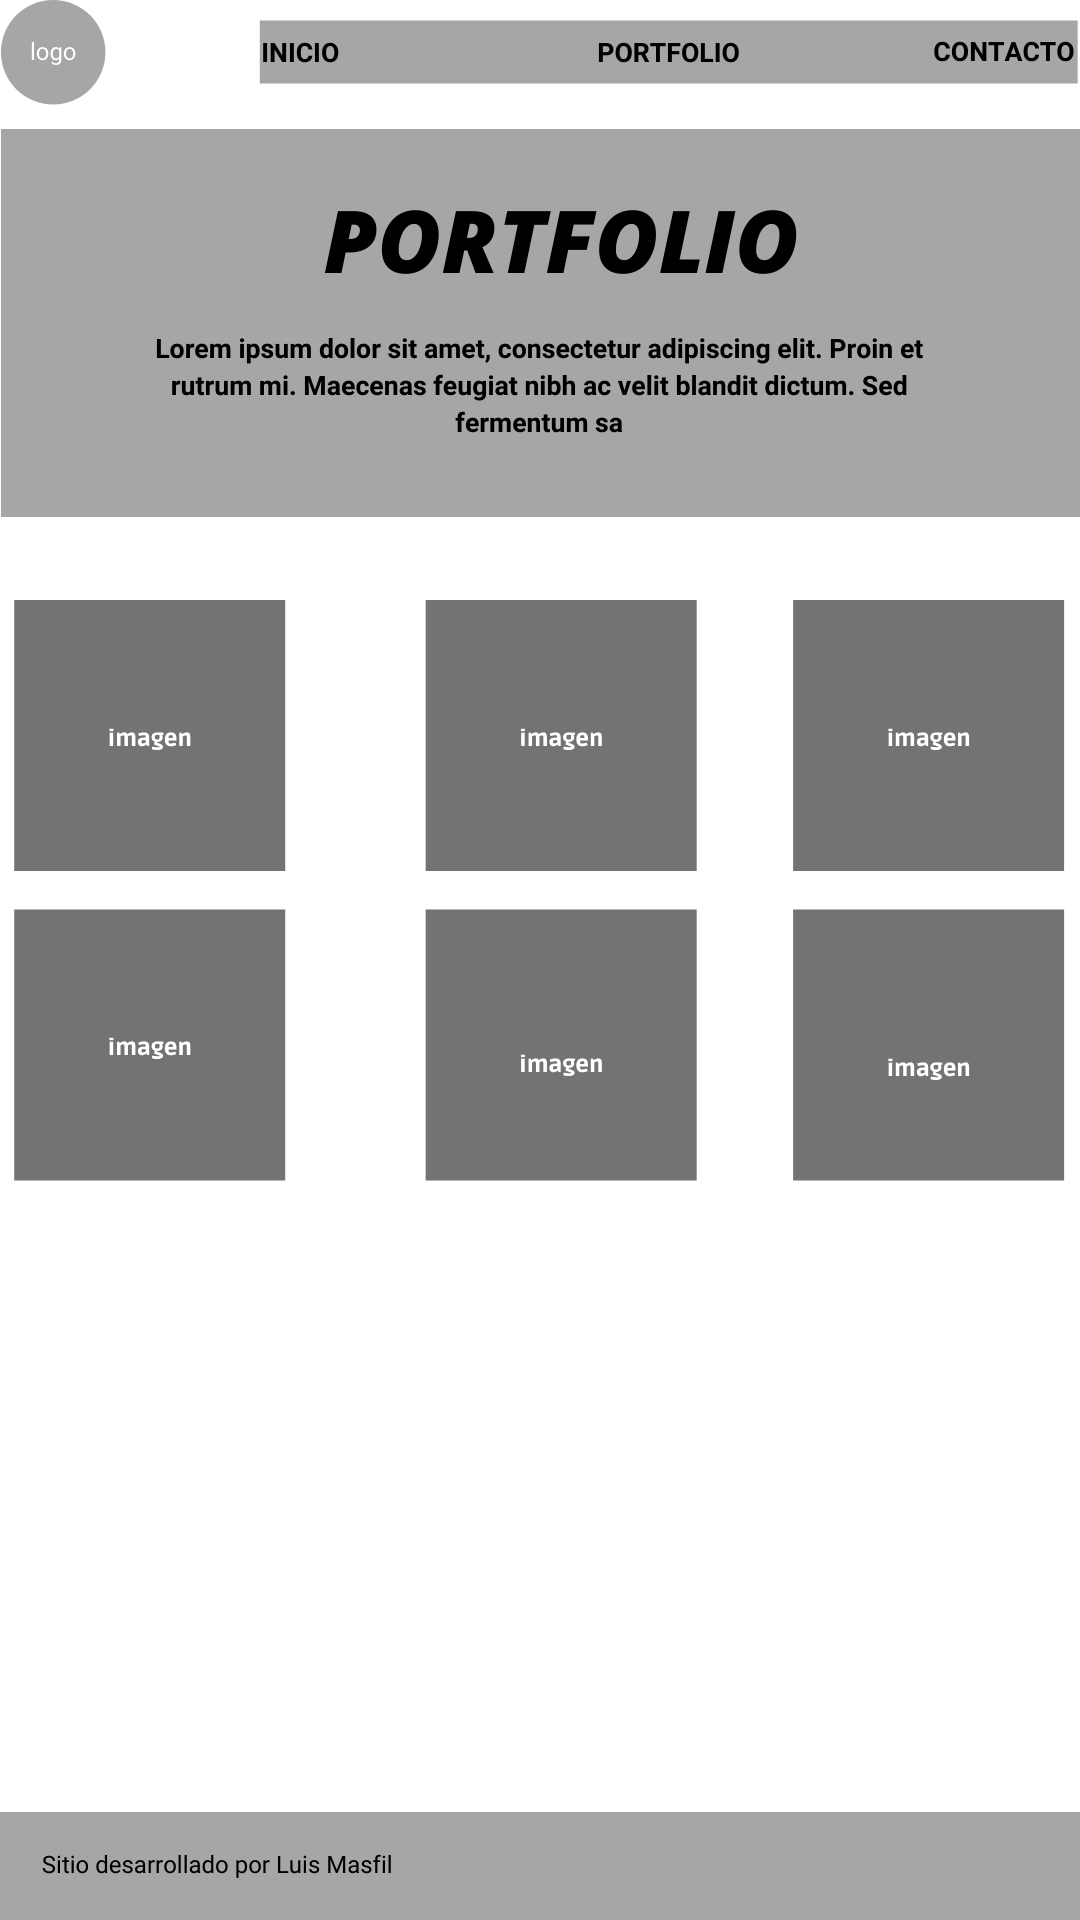 logo
INICIO PORTFOLIO CONTACTO
PORTFOLIO
Lorem ipsum dolor sit amet, consectetur adipiscing elit. Proin et
rutrum mi. Maecenas feugiat nibh ac velit blandit dictum. Sed
fermentum sa
imagen imagen imagen
imagen imagen imagen
Sitio desarrollado por Luis Masfil